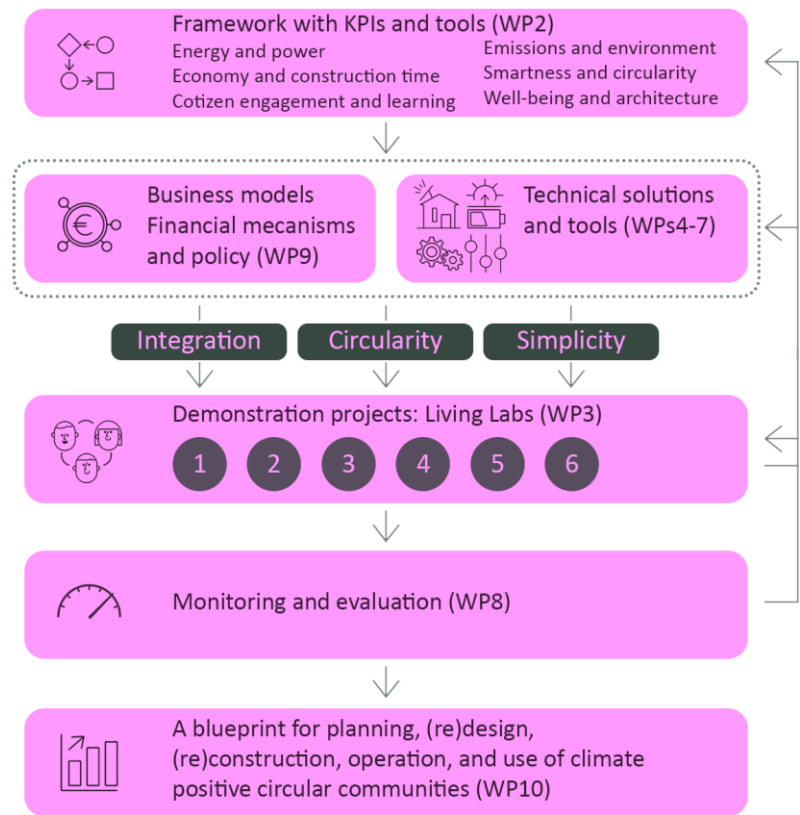 Framework with KPIs and tools (WP2)
Energy and power
Economy and construction time
Cotizen engagement and learning
Emissions and environment
Smartness and circularity
Well-being and architecture
Business models
Financial mecanisms
and policy (WP9)
€
Technical solutions
and tools (WPs4-7)
Integration
Circularity
Simplicity
Demonstration projects: Living Labs (WP3)
1 2 3 4 5 6
Monitoring and evaluation (WP8)
A blueprint for planning, (re)design,
(re)construction, operation, and use of climate
positive circular communities (WP10)